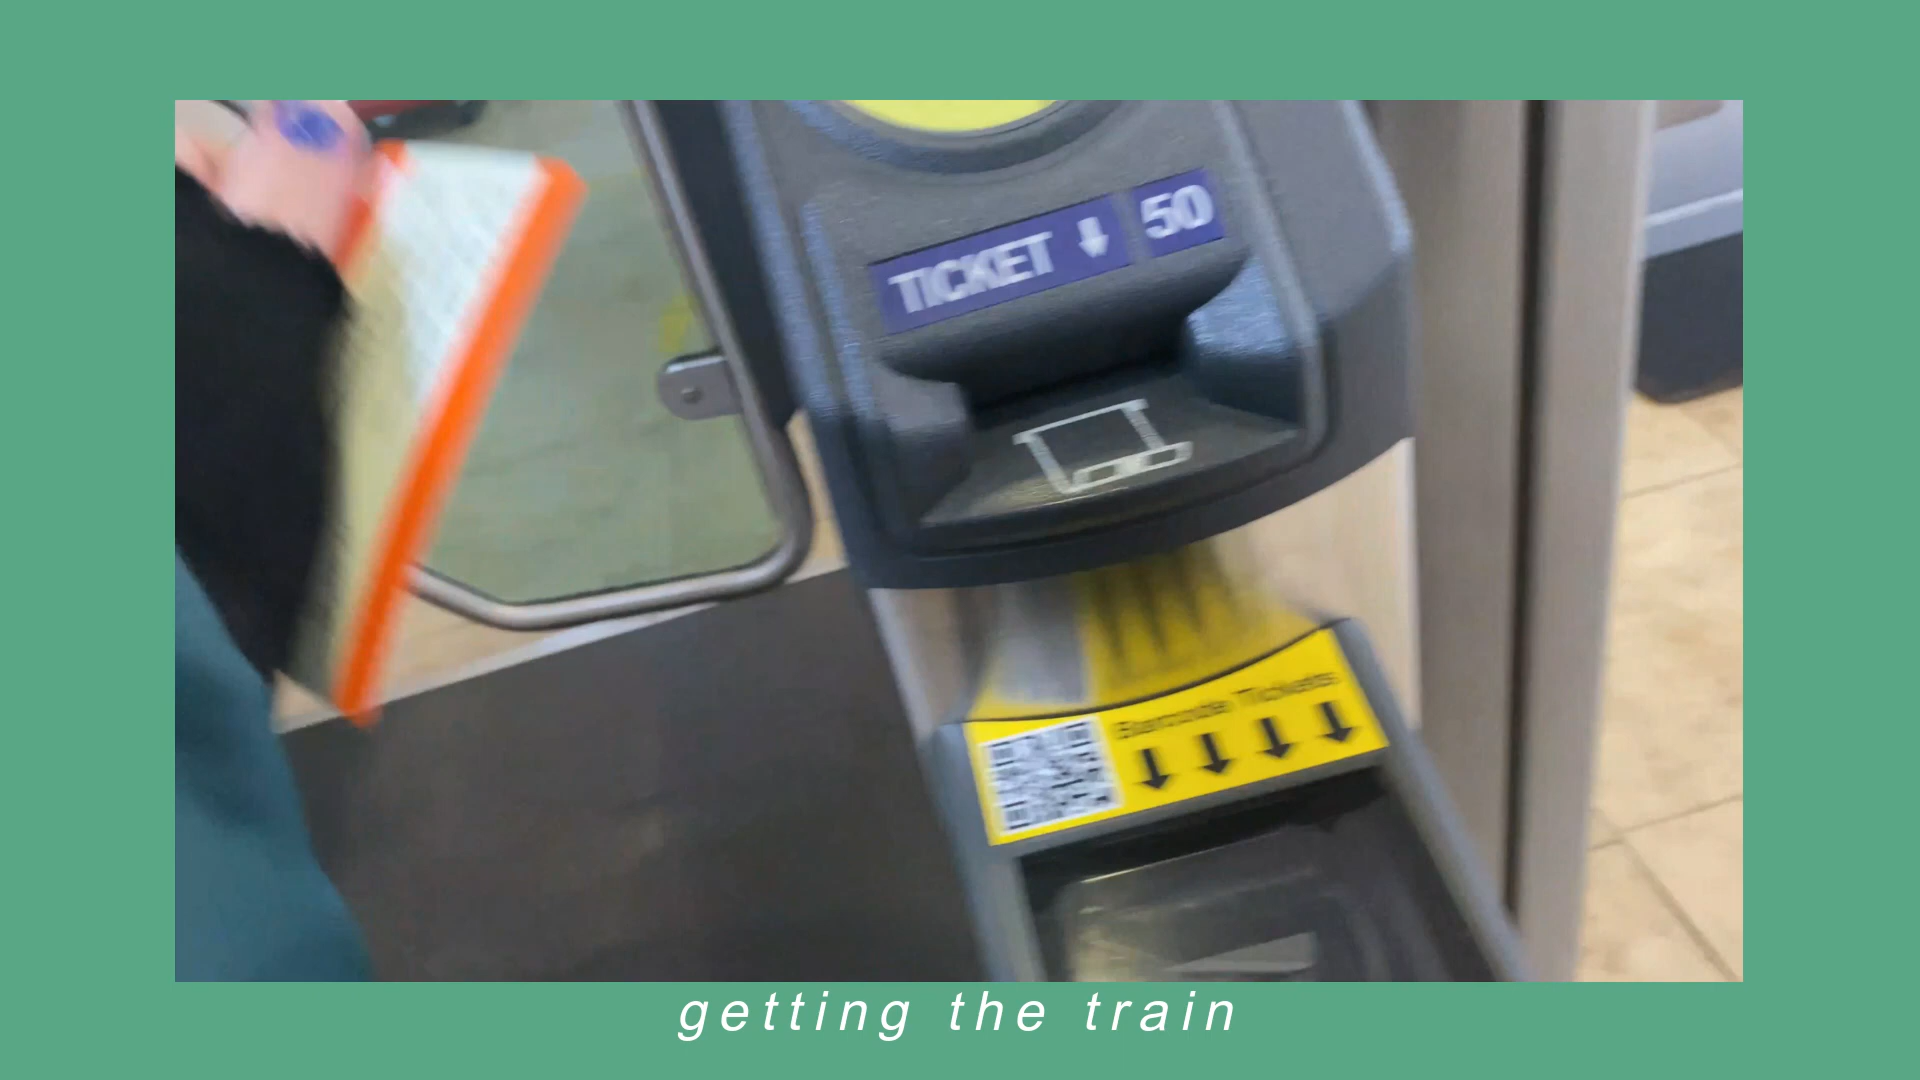 TICKET ↓ 50
Barcode Tickets
↓ ↓ ↓ ↓
getting the train